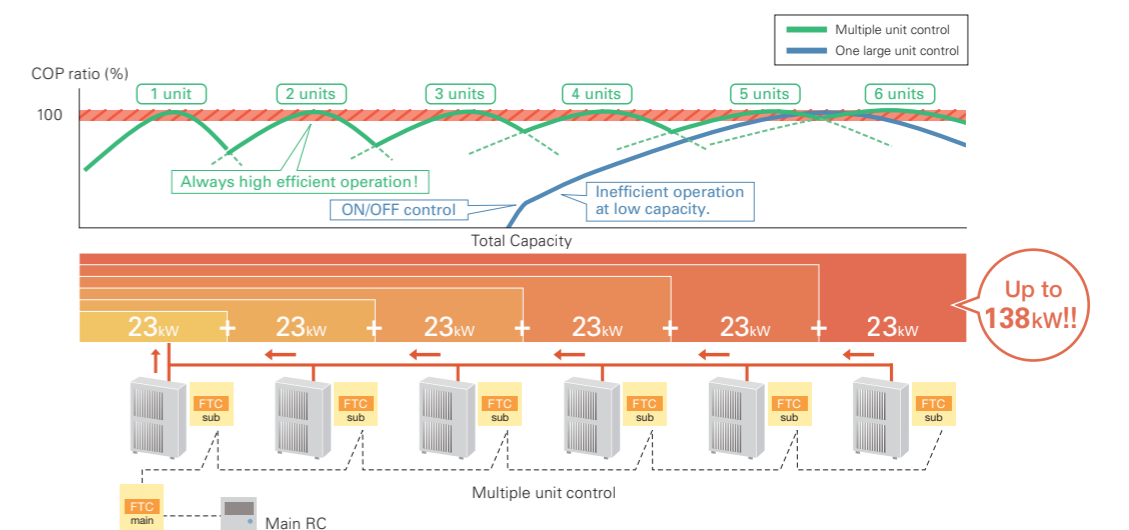 Multiple unit control
One large unit control
COP ratio (%)
1 unit
2 units
3 units
4 units
5 units
6 units
100
Always high efficient operation!
ON/OFF control
Inefficient operation
at low capacity.
Total Capacity
23kW + 23kW + 23kW + 23kW + 23kW + 23kW
Up to
138kW!!
FTC
sub
FTC
sub
FTC
sub
FTC
sub
FTC
sub
FTC
sub
Multiple unit control
FTC
main
Main RC